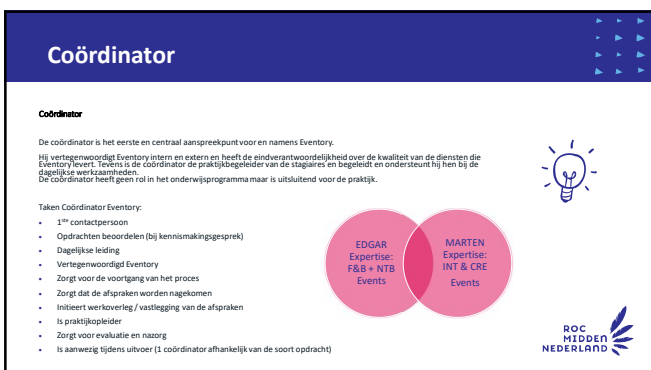 Coördinator
Coördinator
De coördinator is het eerste en centraal aanspreekpunt voor en namens Eventory.
Hij vertegenwoordigt Eventory intern en extern en heeft de eindverantwoordelijkheid over de kwaliteit van de diensten die
Eventory levert. Tevens is de coördinator de praktijkbegeleider van de stagiaires en begeleidt en ondersteunt hij hen bij de
dagelijkse werkzaamheden.
De coördinator heeft geen rol in het onderwijsprogramma maar is uitsluitend voor de praktijk.
Taken Coördinator Eventory:
• 1ste contactpersoon
• Opdrachten beoordelen (bij kennismakingsgesprek)
• Dagelijkse leiding
• Vertegenwoordigd Eventory
• Zorgt voor de voortgang van het proces
• Zorgt dat de afspraken worden nagekomen
• Initieert werkoverleg / vastlegging van de afspraken
• Is praktijkopleider
• Zorgt voor evaluatie en nazorg
• Is aanwezig tijdens uitvoer (1 coördinator afhankelijk van de soort opdracht)
EDGAR
Expertise:
F&B + NTB
Events
MARTEN
Expertise:
INT & CRE
Events
ROC
MIDDEN
NEDERLAND